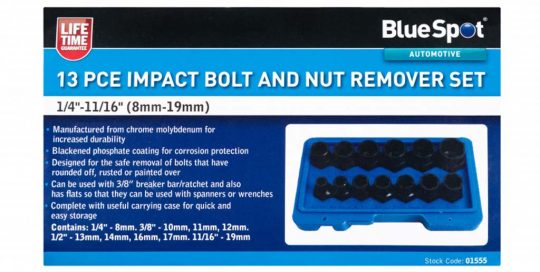 LIFE
TIME
GUARANTEE
BlueSpot
AUTOMOTIVE
13 PCE IMPACT BOLT AND NUT REMOVER SET
1/4"-11/16" (8mm-19mm)
• Manufactured from chrome molybdenum for
increased durability
• Blackened phosphate coating for corrosion protection
• Designed for the safe removal of bolts that have
rounded off, rusted or painted over
• Can be used with 3/8" breaker bar/ratchet and also
has flats so that they can be used with spanners or wrenches
• Complete with useful carrying case for quick and
easy storage
Contains: 1/4" - 8mm. 3/8" - 10mm, 11mm, 12mm.
1/2" - 13mm, 14mm, 16mm, 17mm. 11/16" - 19mm
Stock Code: 01555